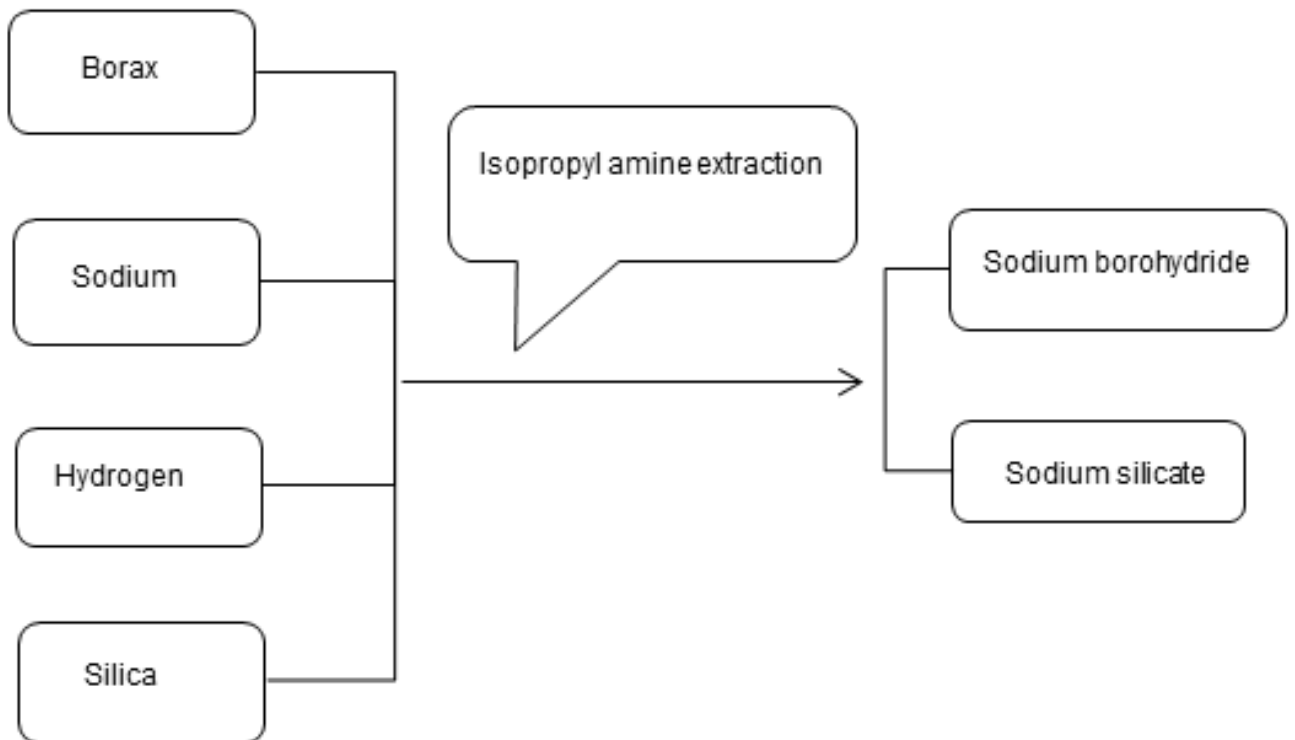 Borax
Isopropyl amine extraction
Sodium
Sodium borohydride
Hydrogen
Sodium silicate
Silica